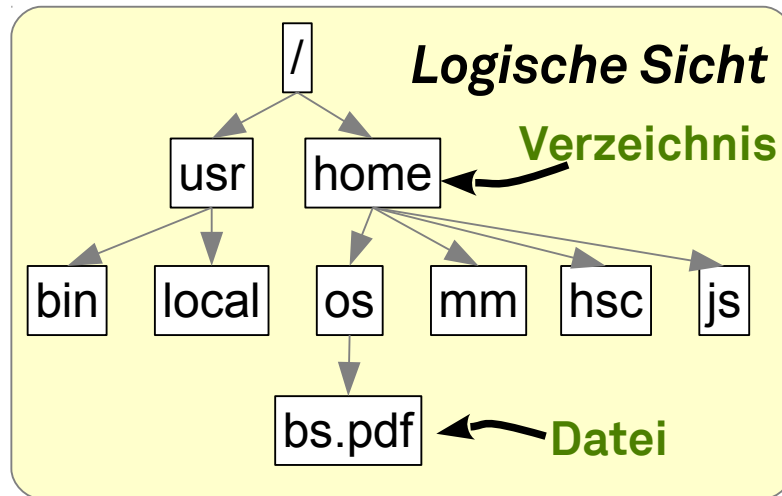 /
Logische Sicht
Verzeichnis
usr
home
bin
local
os
mm
hsc
js
bs.pdf
Datei